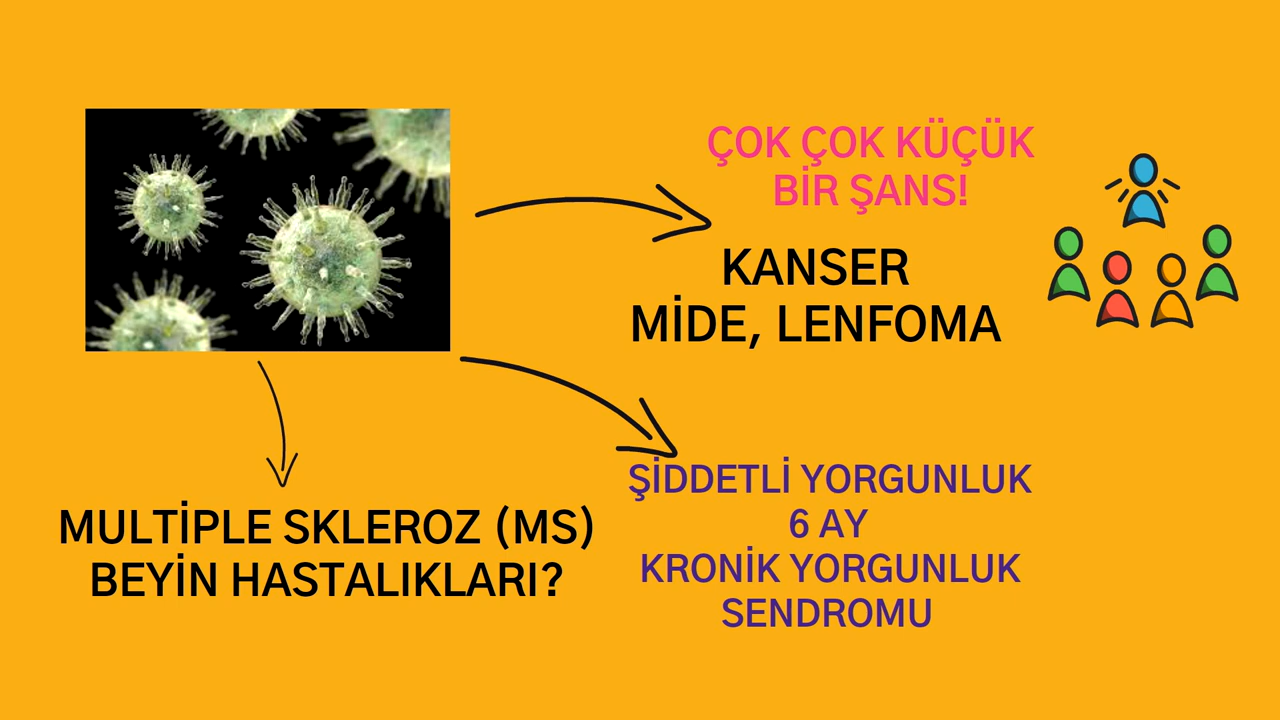 ÇOK ÇOK KÜÇÜK
BİR ŞANS!
KANSER
MİDE, LENFOMA
MULTİPLE SKLEROZ (MS)
BEYİN HASTALIKLARI?
ŞİDDETLİ YORGUNLUK
6 AY
KRONİK YORGUNLUK
SENDROMU